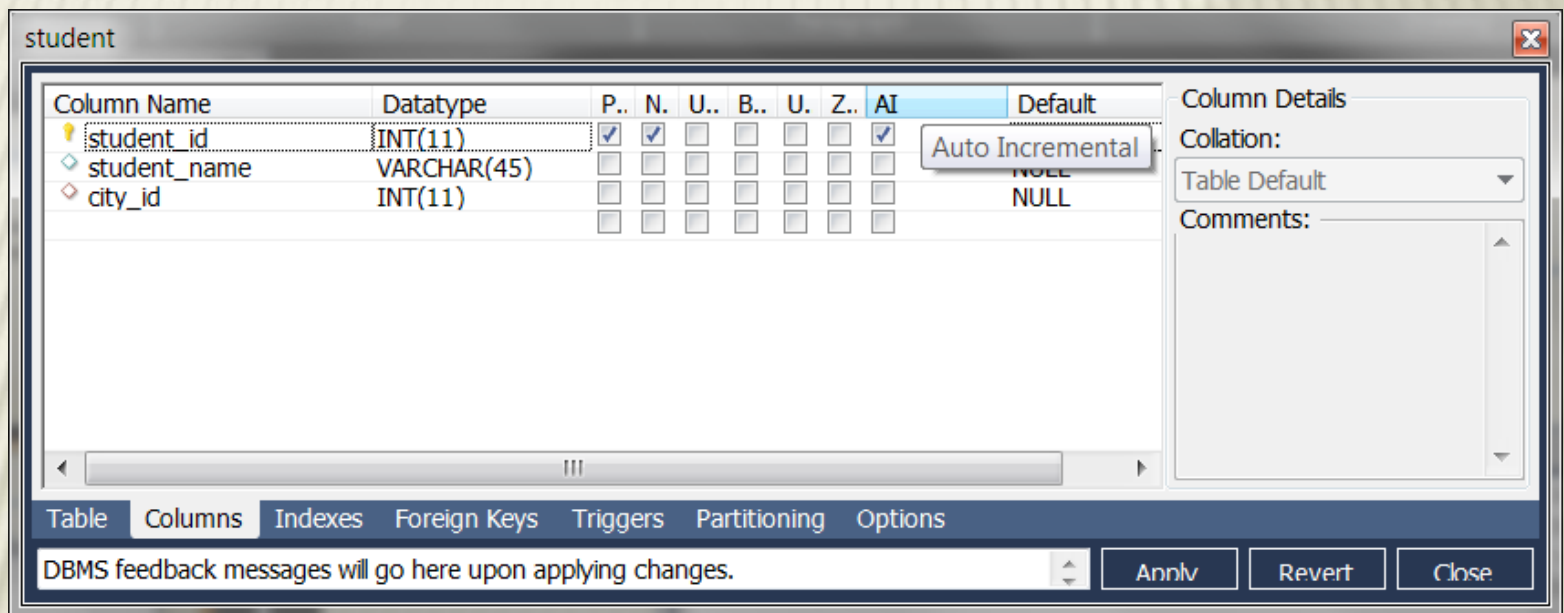 student
Column Name Datatype P.. N. U.. B.. U. Z.. AI Default
student_id INT(11)
Auto Incremental
student_name VARCHAR(45) NULL
city_id INT(11) NULL
Column Details
Collation:
Table Default
Comments:
Table Columns Indexes Foreign Keys Triggers Partitioning Options
DBMS feedback messages will go here upon applying changes.
Apply Revert Close